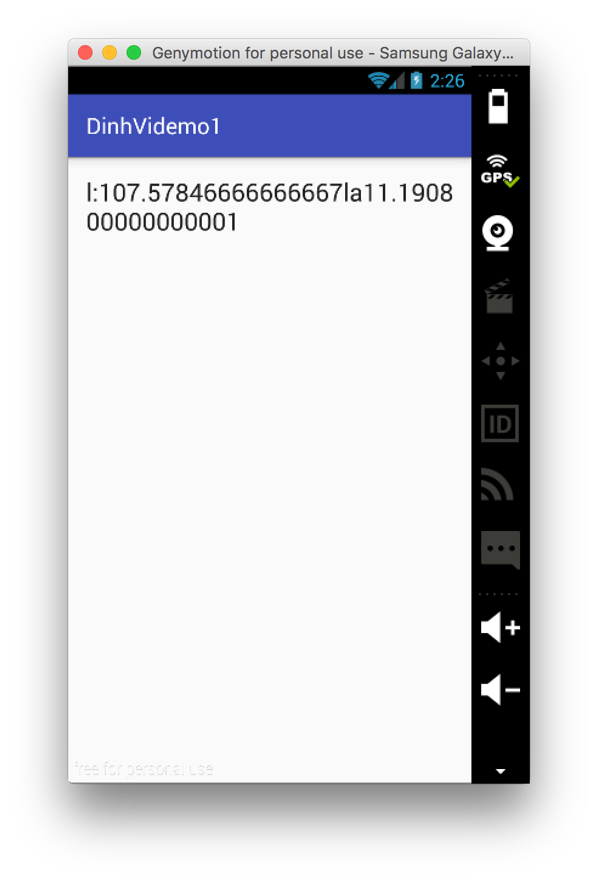 Genymotion for personal use - Samsung Galaxy...
2:26
DinhVidemo1
GPS
l:107.57846666666667la11.1908
00000000001
ID
free for personal use